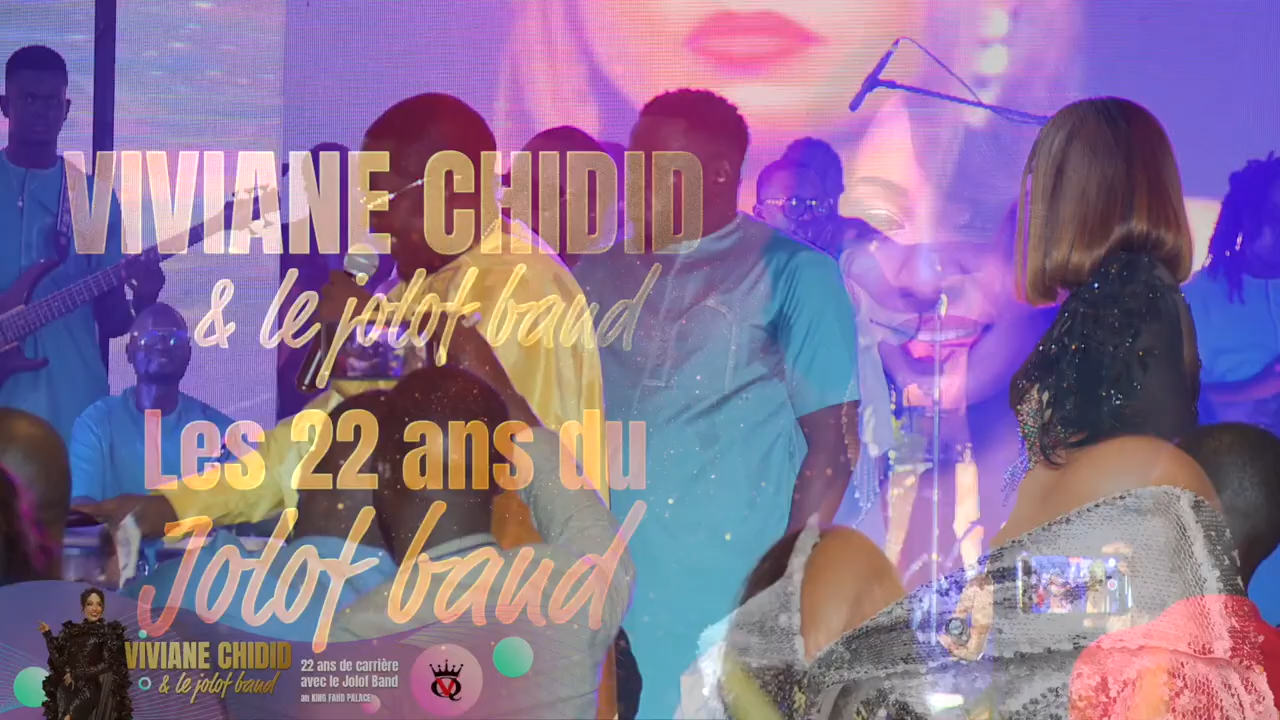 VIVIANE CHIDID
& le jolof band
Les 22 ans du
Jolof band
VIVIANE CHIDID
& le jolof band
22 ans de carrière
avec le Jolof Band
au KING FAHD PALACE
VQ